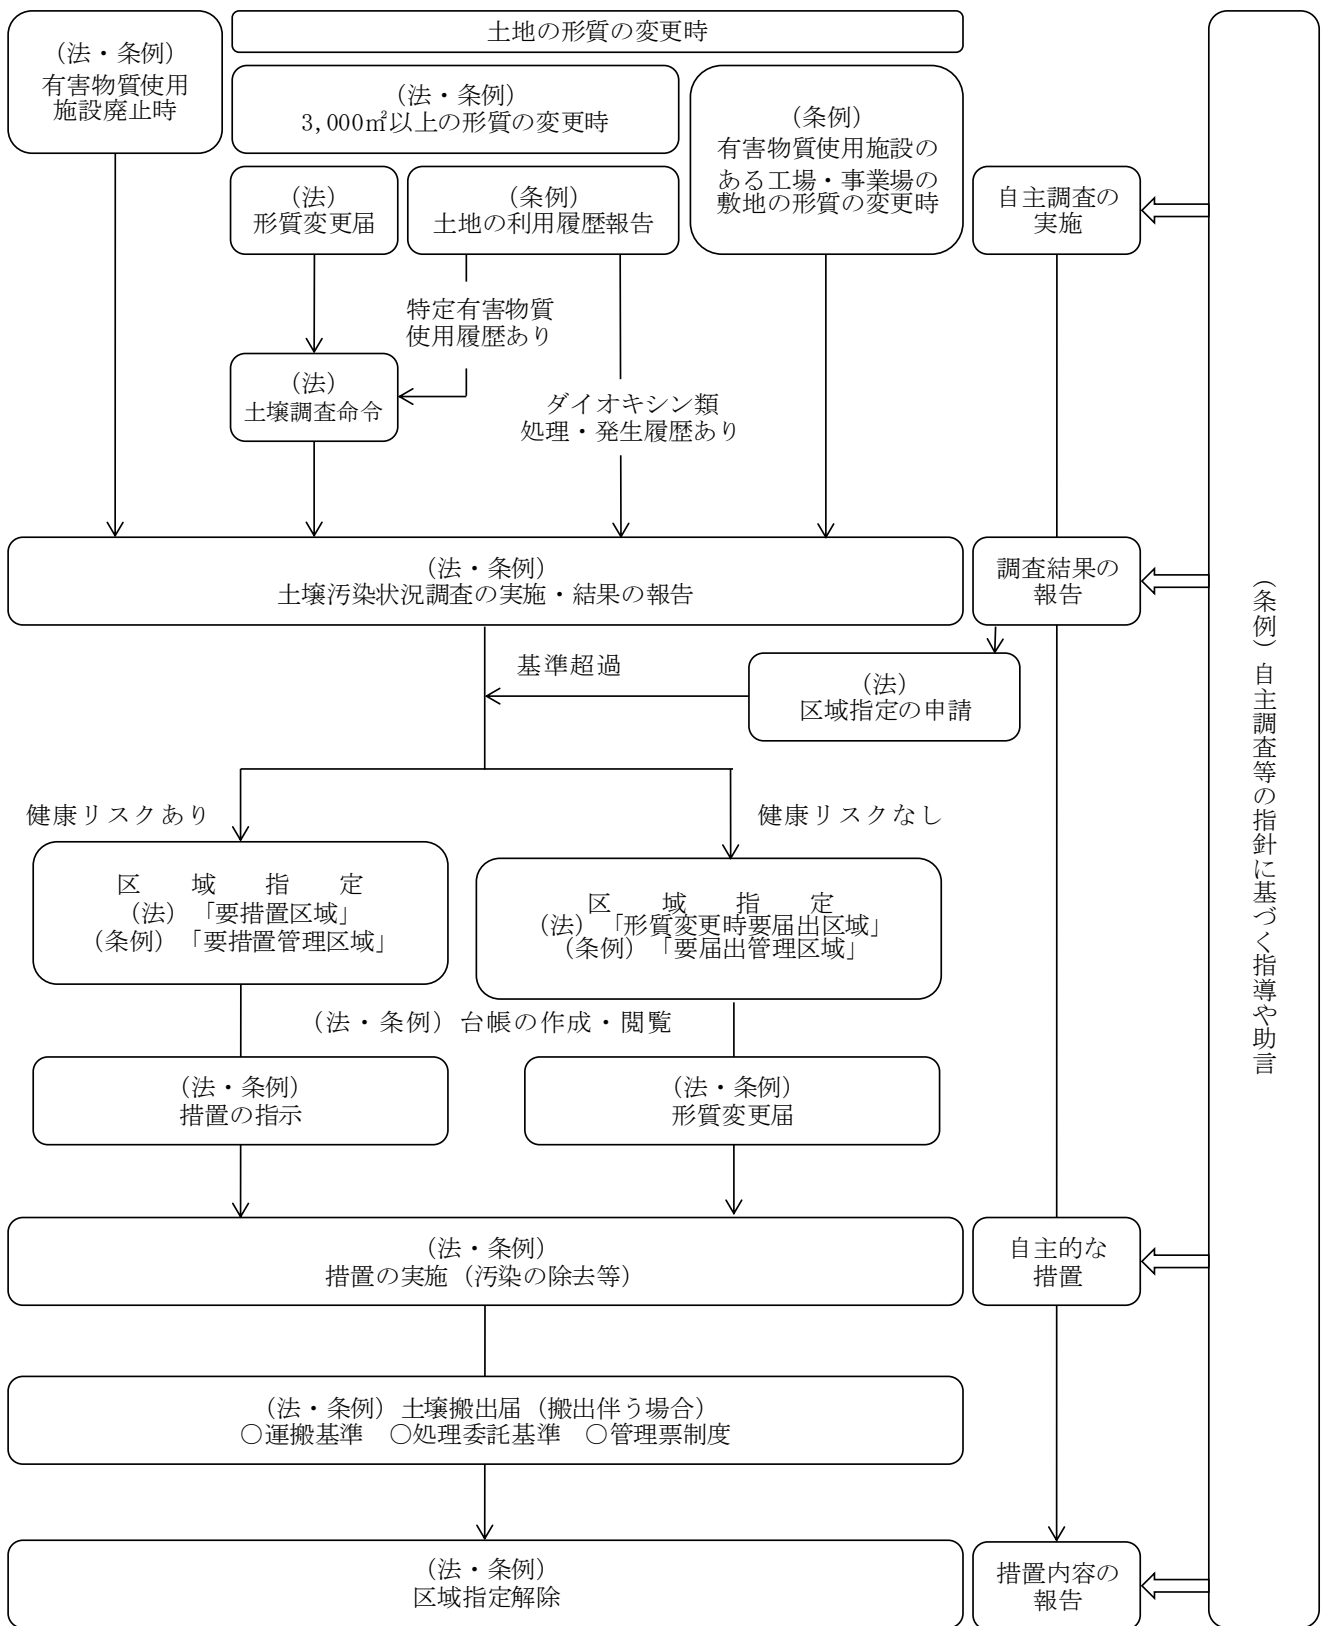 (法・条例)
有害物質使用
施設廃止時
土地の形質の変更時
(法・条例)
3,000㎡以上の形質の変更時
(条例)
有害物質使用施設の
ある工場・事業場の
敷地の形質の変更時
(法)
形質変更届
(条例)
土地の利用履歴報告
自主調査の
実施
特定有害物質
使用履歴あり
(法)
土壌調査命令
ダイオキシン類
処理・発生履歴あり
(法・条例)
土壌汚染状況調査の実施・結果の報告
調査結果の
報告
基準超過
(法)
区域指定の申請
健康リスクあり
健康リスクなし
区 域 指 定
(法)「要措置区域」
(条例)「要措置管理区域」
区 域 指 定
(法)「形質変更時要届出区域」
(条例)「要届出管理区域」
(法・条例)台帳の作成・閲覧
(法・条例)
措置の指示
(法・条例)
形質変更届
(法・条例)
措置の実施(汚染の除去等)
自主的な
措置
(法・条例)土壌搬出届(搬出伴う場合)
○運搬基準 ○処理委託基準 ○管理票制度
(法・条例)
区域指定解除
措置内容の
報告
(条例)自主調査等の指針に基づく指導や助言